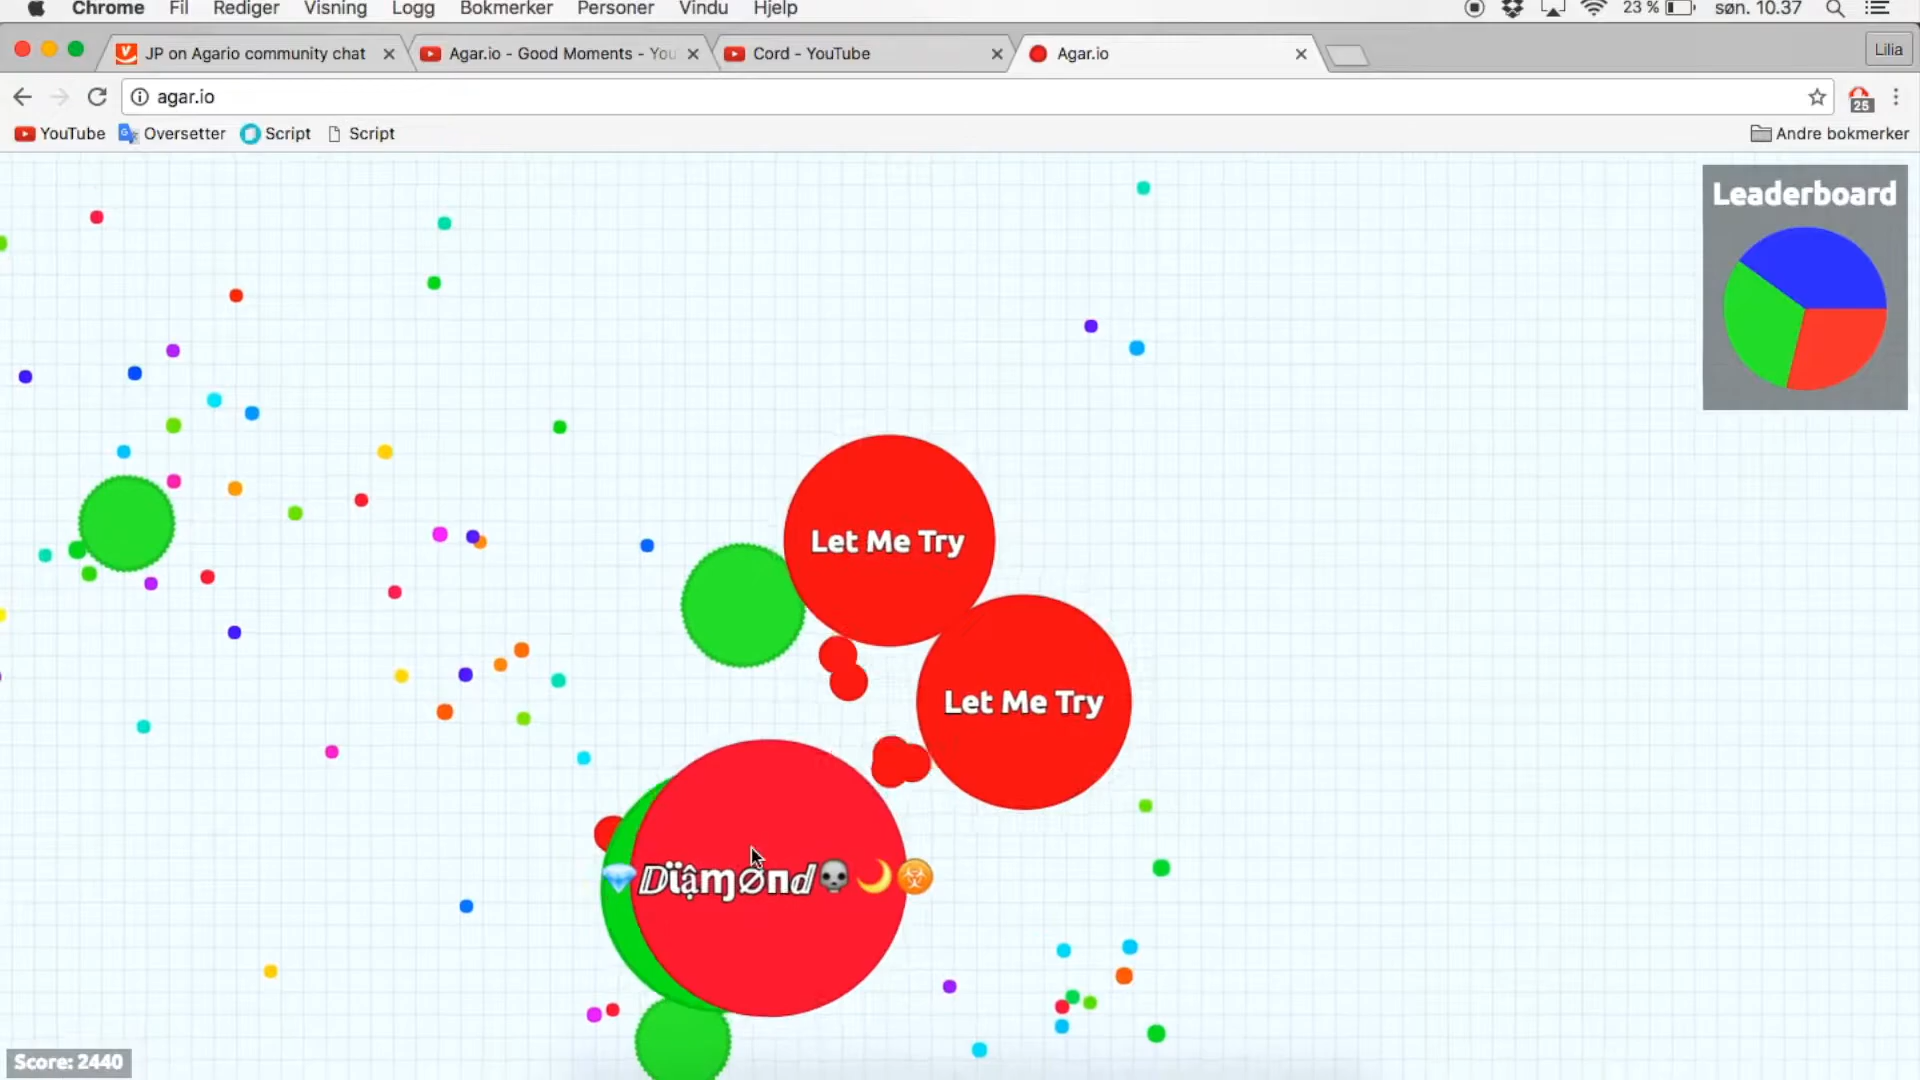 Chrome Fil Rediger Visning Logg Bokmerker Personer Vindu Hjelp 23 % søn. 10.37
JP on Agario community chat Agar.io - Good Moments - You Cord - YouTube Agar.io Lilia
agar.io 25
YouTube Oversetter Script Script Andre bokmerker
Leaderboard
Let Me Try
Let Me Try
💎𝔻ïậɱØп𝕕💀🌙☣
Score: 2440